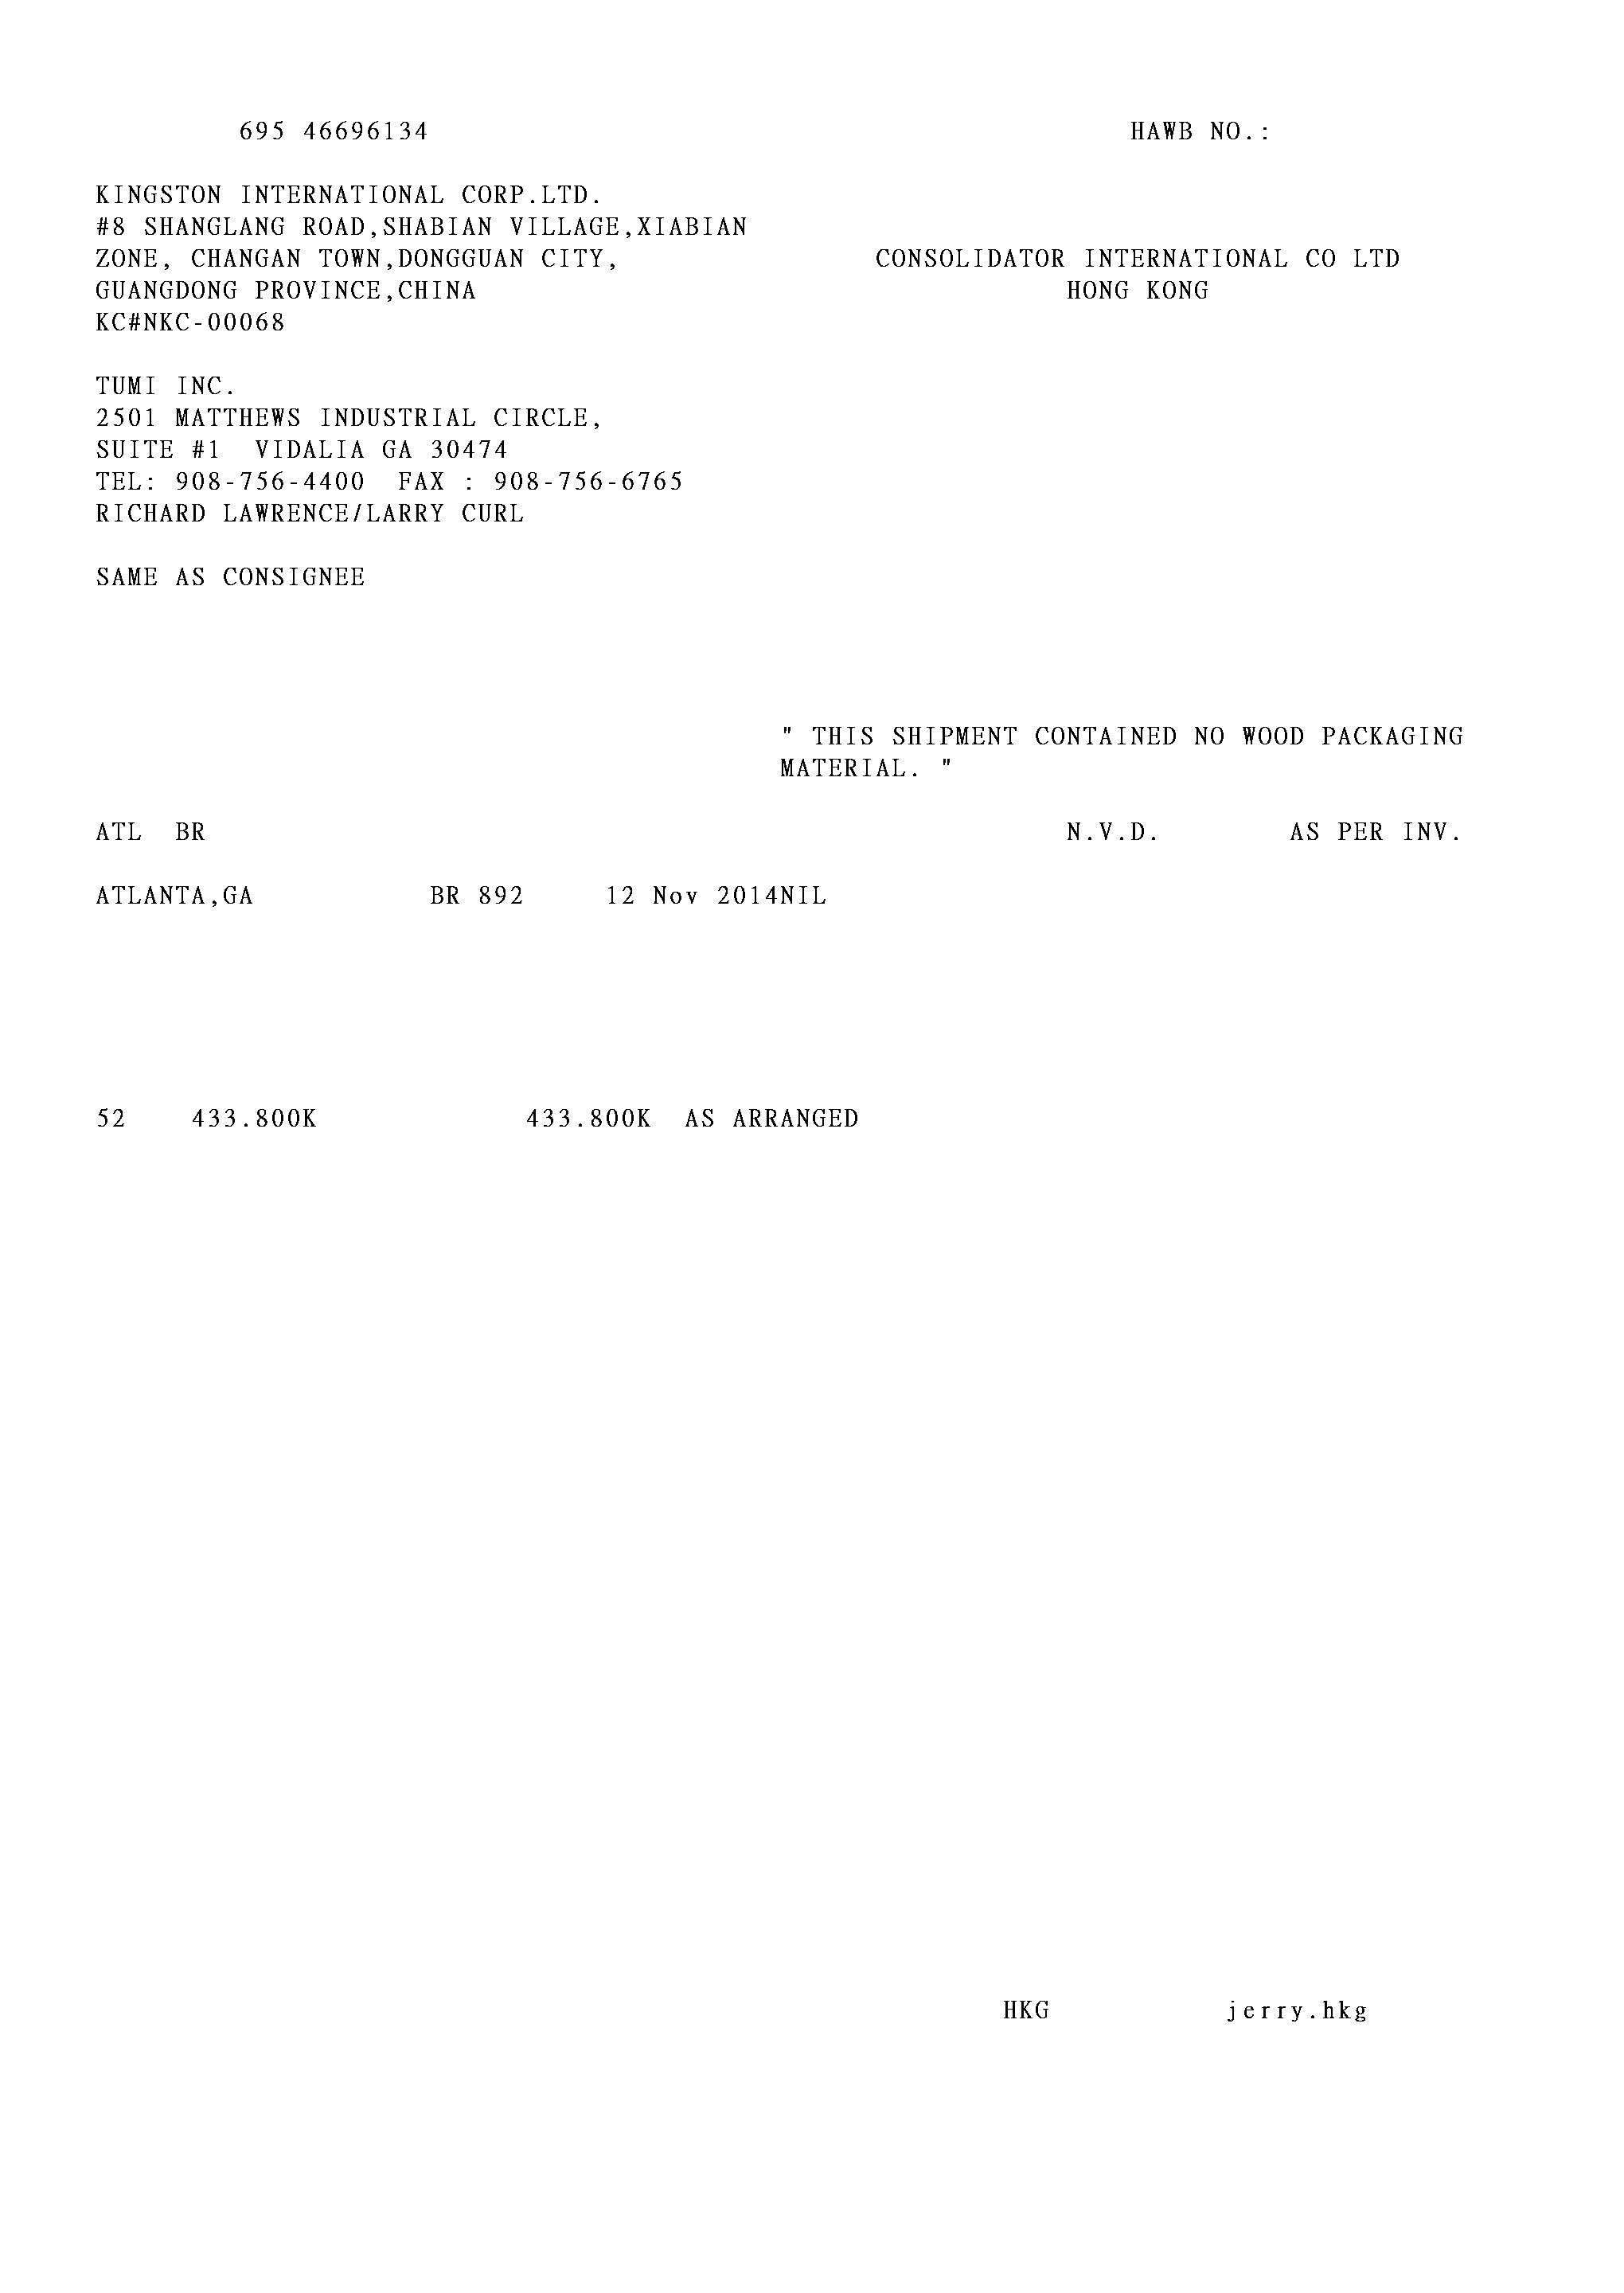 695 46696134 HAWB NO.:
KINGSTON INTERNATIONAL CORP.LTD.
#8 SHANGLANG ROAD,SHABIAN VILLAGE,XIABIAN
ZONE, CHANGAN TOWN,DONGGUAN CITY, CONSOLIDATOR INTERNATIONAL CO LTD
GUANGDONG PROVINCE,CHINA HONG KONG
KC#NKC-00068
TUMI INC.
2501 MATTHEWS INDUSTRIAL CIRCLE,
SUITE #1 VIDALIA GA 30474
TEL: 908-756-4400 FAX : 908-756-6765
RICHARD LAWRENCE/LARRY CURL
SAME AS CONSIGNEE
" THIS SHIPMENT CONTAINED NO WOOD PACKAGING
MATERIAL. "
ATL BR N.V.D. AS PER INV.
ATLANTA,GA BR 892 12 Nov 2014NIL
52 433.800K 433.800K AS ARRANGED
HKG jerry.hkg